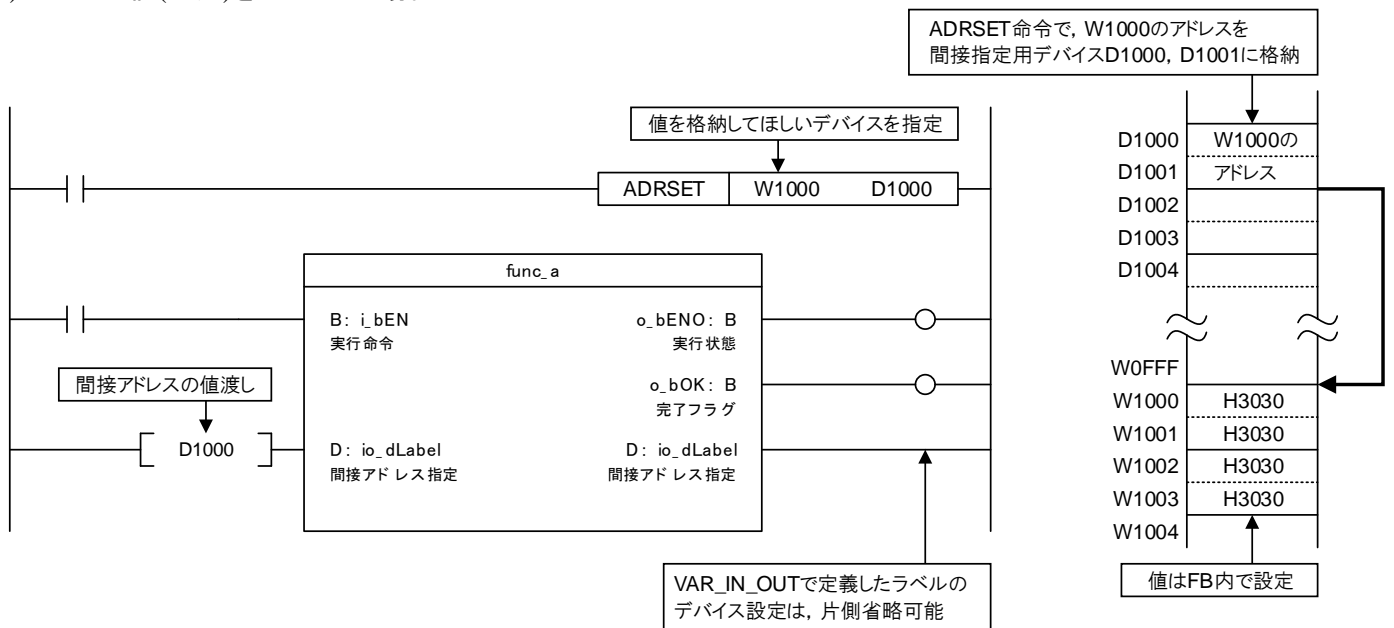 ADRSET命令で，W1000のアドレスを
間接指定用デバイスD1000，D1001に格納
値を格納してほしいデバイスを指定
ADRSET W1000 D1000
func_a
B: i_bEN
実行命令
o_bENO: B
実行状態
o_bOK: B
完了フラグ
間接アドレスの値渡し
D1000
D: io_dLabel
間接アドレス指定
D: io_dLabel
間接アドレス指定
VAR_IN_OUTで定義したラベルの
デバイス設定は，片側省略可能
D1000 W1000の
D1001 アドレス
D1002
D1003
D1004
W0FFF
W1000 H3030
W1001 H3030
W1002 H3030
W1003 H3030
W1004
値はFB内で設定